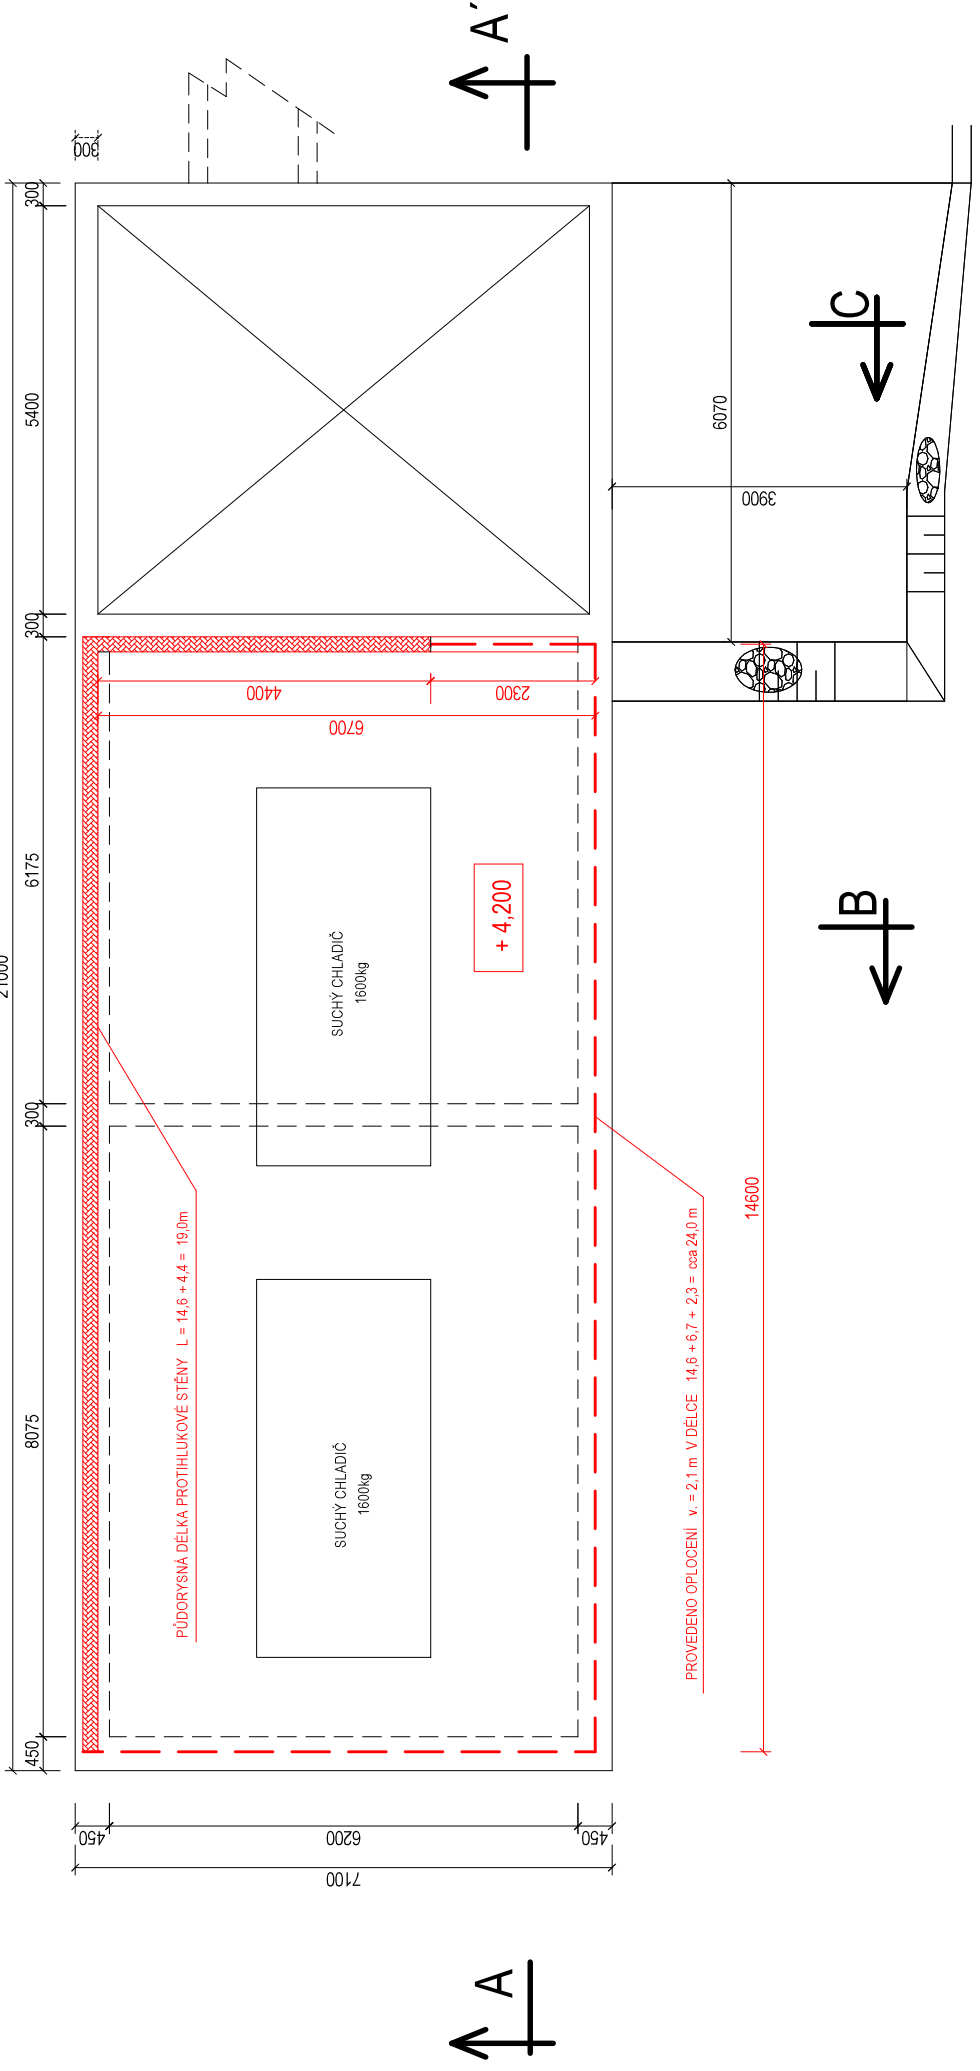 A
A´
B
C
21000
450
8075
300
6175
300
5400
300
300
450
6200
450
7100
SUCHÝ CHLADIČ
1600kg
SUCHÝ CHLADIČ
1600kg
+ 4,200
4400
2300
6700
14600
6070
3900
PŮDORYSNÁ DÉLKA PROTIHLUKOVÉ STĚNY L = 14,6 + 4,4 = 19,0m
PROVEDENO OPLOCENÍ v. = 2,1 m V DÉLCE 14,6 + 6,7 + 2,3 = cca 24,0 m